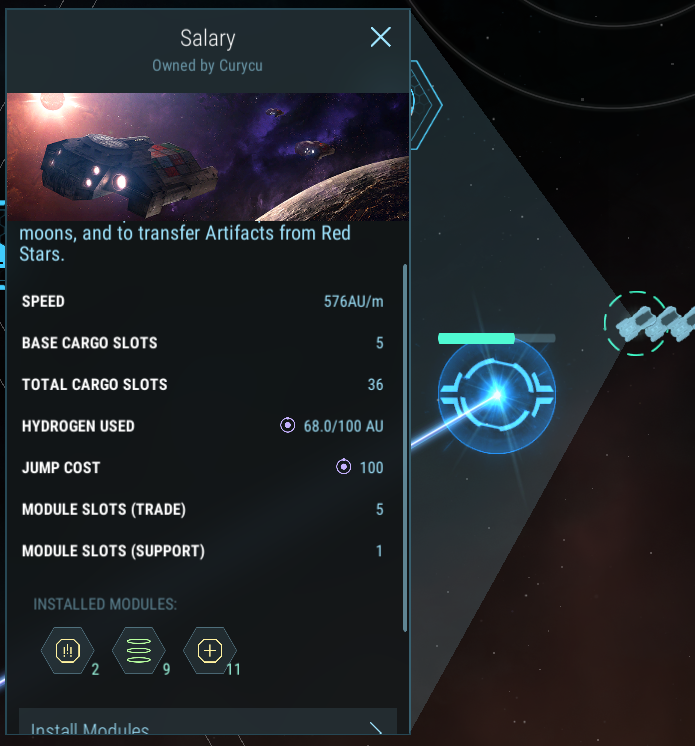 Salary
Owned by Curycu
moons, and to transfer Artifacts from Red
Stars.
SPEED 576AU/m
BASE CARGO SLOTS 5
TOTAL CARGO SLOTS 36
HYDROGEN USED 68.0/100 AU
JUMP COST 100
MODULE SLOTS (TRADE) 5
MODULE SLOTS (SUPPORT) 1
INSTALLED MODULES:
2 9 11
Install Modules